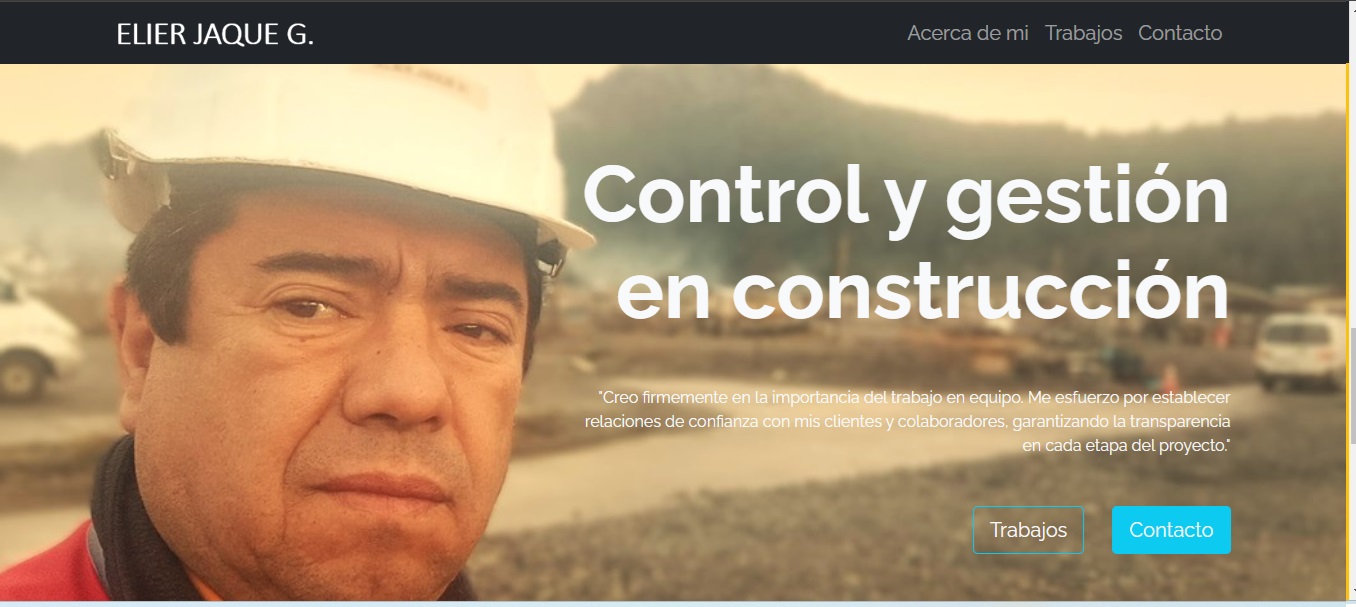 ELIER JAQUE G.
Acerca de mi Trabajos Contacto
Control y gestión
en construcción
"Creo firmemente en la importancia del trabajo en equipo. Me esfuerzo por establecer
relaciones de confianza con mis clientes y colaboradores, garantizando la transparencia
en cada etapa del proyecto."
Trabajos Contacto